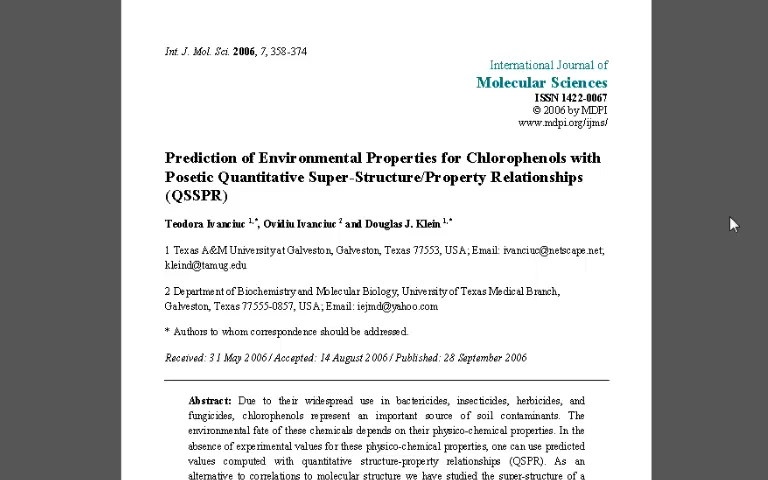 Int. J. Mol. Sci. 2006, 7, 358-374
International Journal of
Molecular Sciences
ISSN 1422-0067
© 2006 by MDPI
www.mdpi.org/ijms/
Prediction of Environmental Properties for Chlorophenols with
Posetic Quantitative Super-Structure/Property Relationships
(QSSPR)
Teodora Ivanciuc 1,*, Ovidiu Ivanciuc 2 and Douglas J. Klein 1,*
1 Texas A&M University at Galveston, Galveston, Texas 77553, USA; Email: ivanciuc@netscape.net;
kleind@tamug.edu
2 Department of Biochemistry and Molecular Biology, University of Texas Medical Branch,
Galveston, Texas 77555-0857, USA; Email: iejmd@yahoo.com
* Authors to whom correspondence should be addressed.
Received: 31 May 2006 / Accepted: 14 August 2006 / Published: 28 September 2006
Abstract: Due to their widespread use in bactericides, insecticides, herbicides, and
fungicides, chlorophenols represent an important source of soil contaminants. The
environmental fate of these chemicals depends on their physico-chemical properties. In the
absence of experimental values for these physico-chemical properties, one can use predicted
values computed with quantitative structure-property relationships (QSPR). As an
alternative to correlations to molecular structure we have studied the super-structure of a